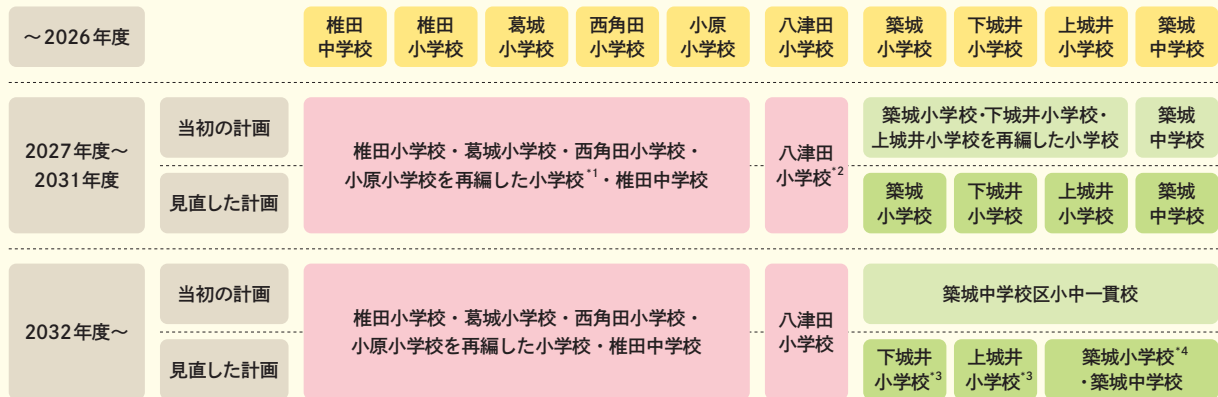 ～2026年度
椎田
中学校
椎田
小学校
葛城
小学校
西角田
小学校
小原
小学校
八津田
小学校
築城
小学校
下城井
小学校
上城井
小学校
築城
中学校
2027年度～
2031年度
当初の計画
見直した計画
椎田小学校・葛城小学校・西角田小学校・
小原小学校を再編した小学校*1・椎田中学校
八津田
小学校*2
築城小学校・下城井小学校・
上城井小学校を再編した小学校
築城
中学校
築城
小学校
下城井
小学校
上城井
小学校
築城
中学校
2032年度～
当初の計画
見直した計画
椎田小学校・葛城小学校・西角田小学校・
小原小学校を再編した小学校・椎田中学校
八津田
小学校
築城中学校区小中一貫校
下城井
小学校*3
上城井
小学校*3
築城小学校*4
・築城中学校